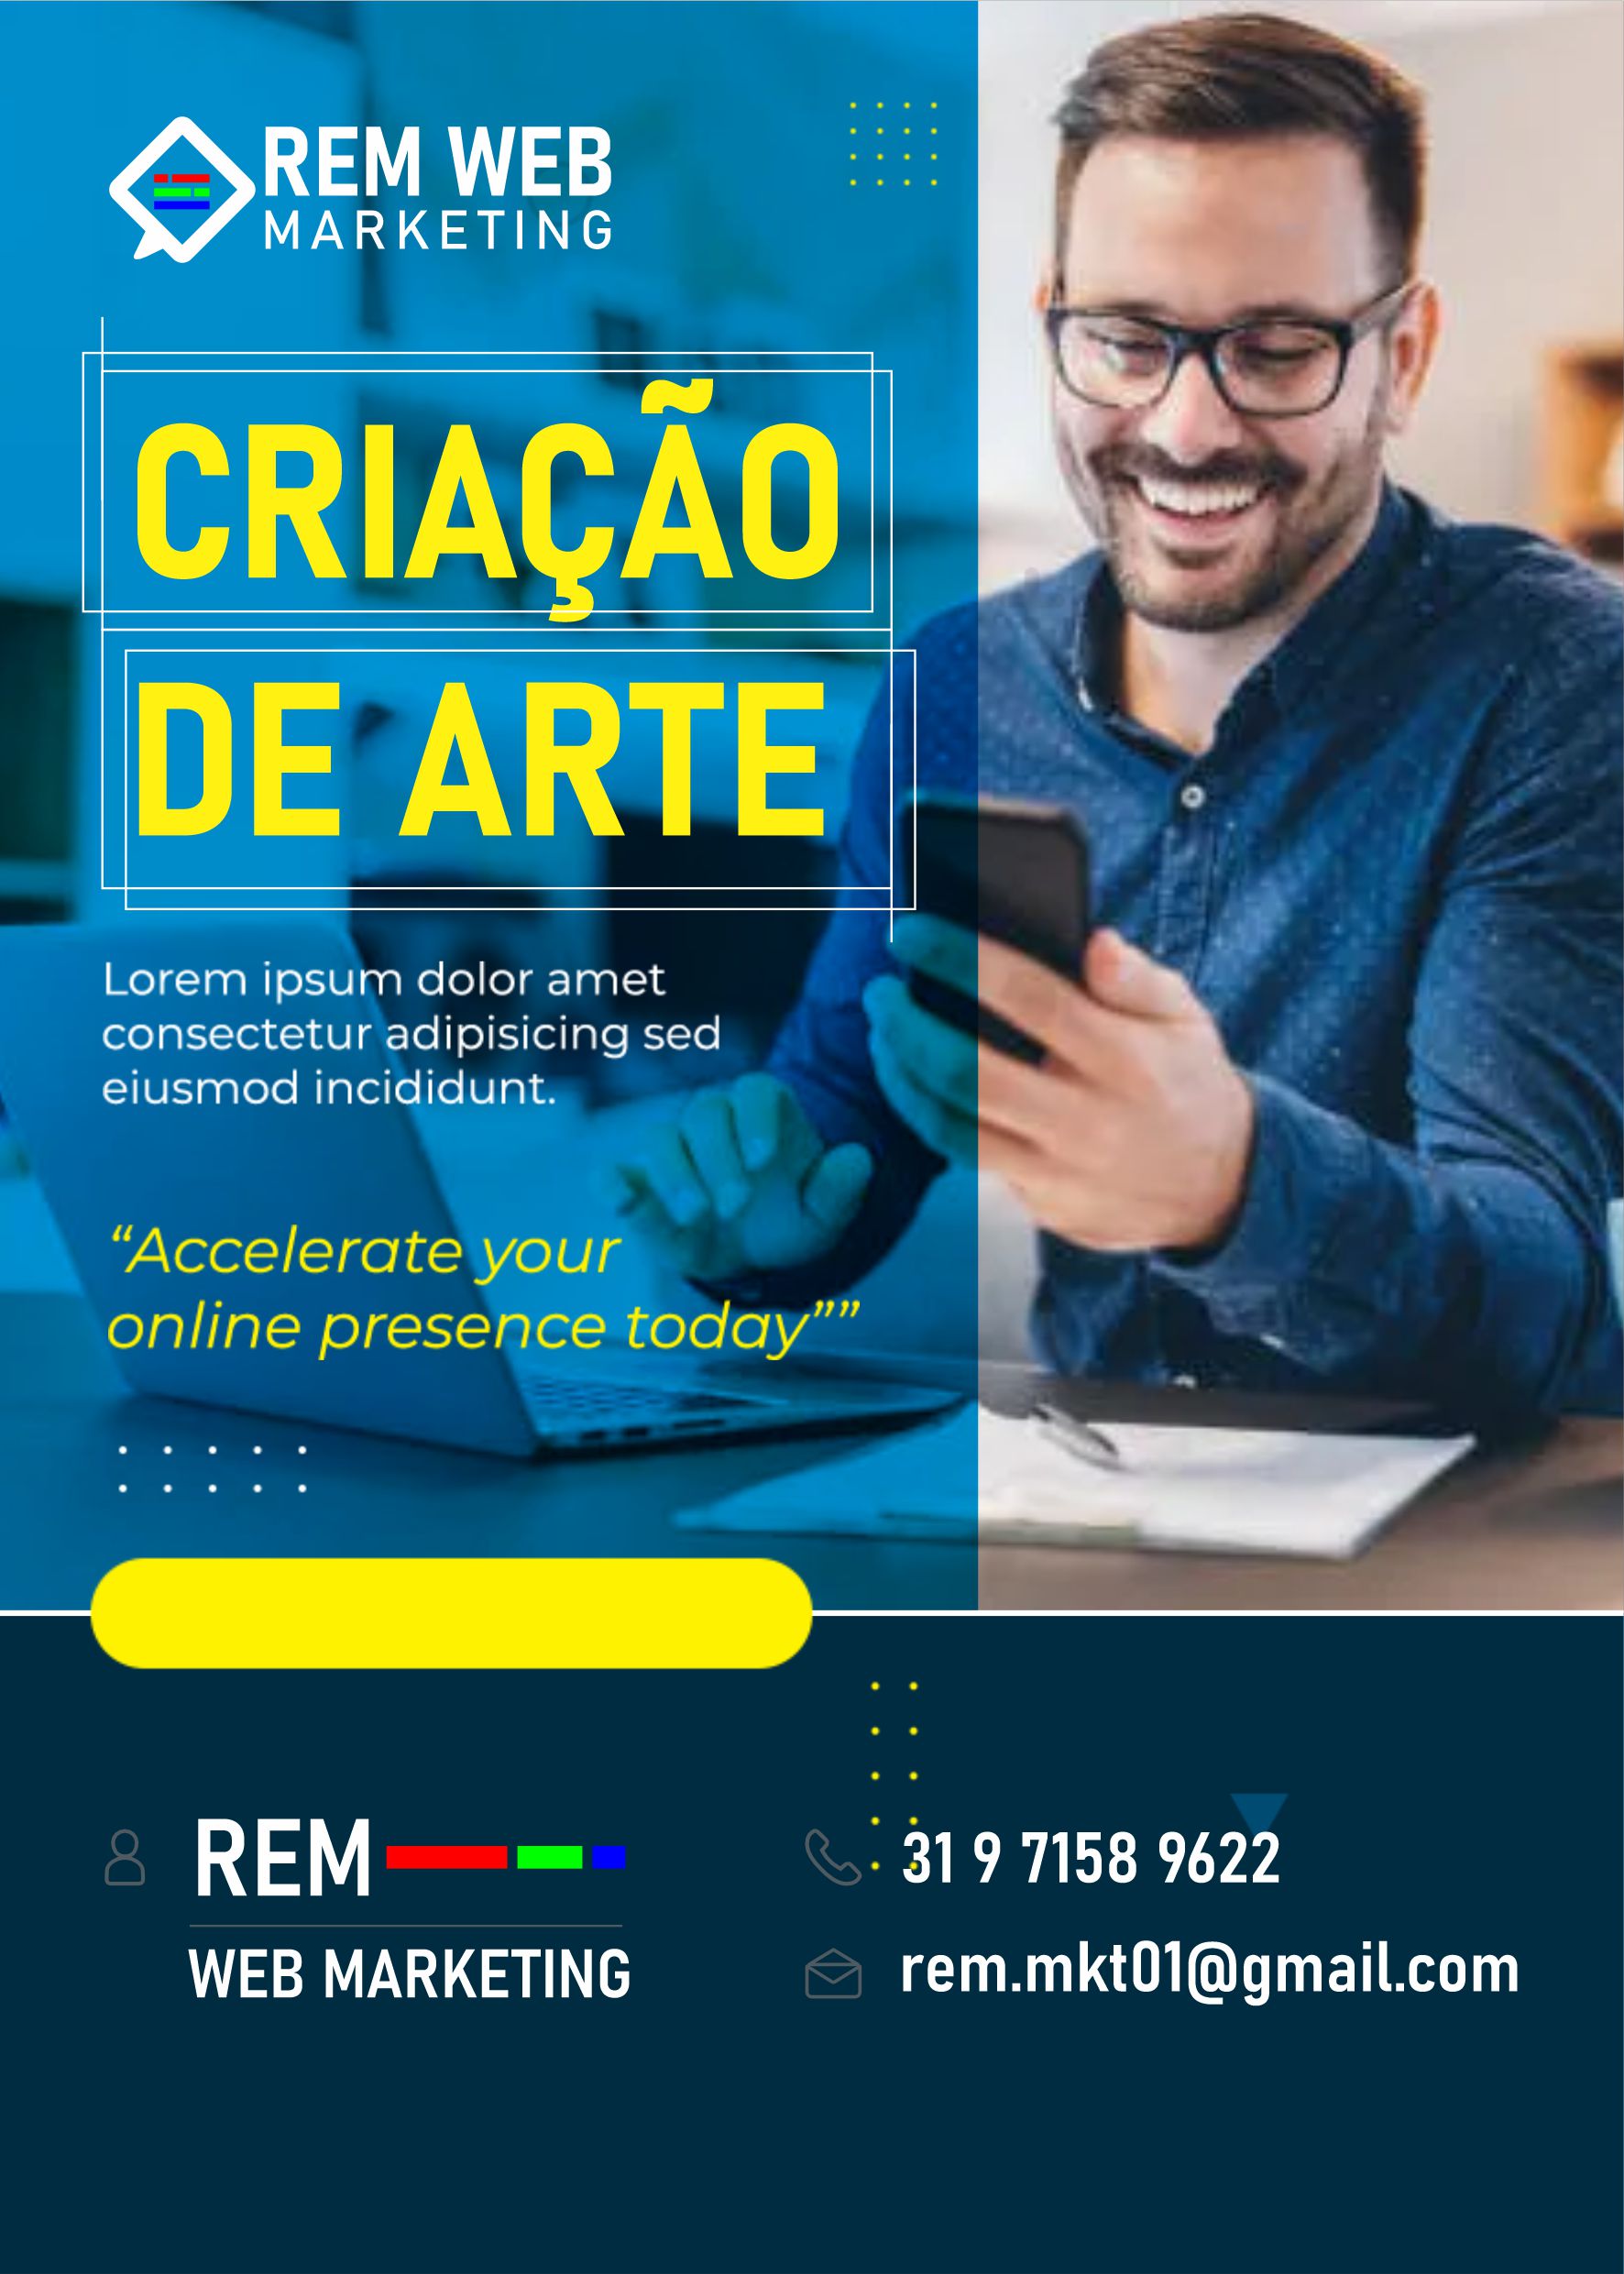 REM WEB
MARKETING
CRIAÇÃO
DE ARTE
Lorem ipsum dolor amet
consectetur adipisicing sed
eiusmod incididunt.
“Accelerate your
online presence today””
REM
WEB MARKETING
31 9 7158 9622
rem.mkt01@gmail.com